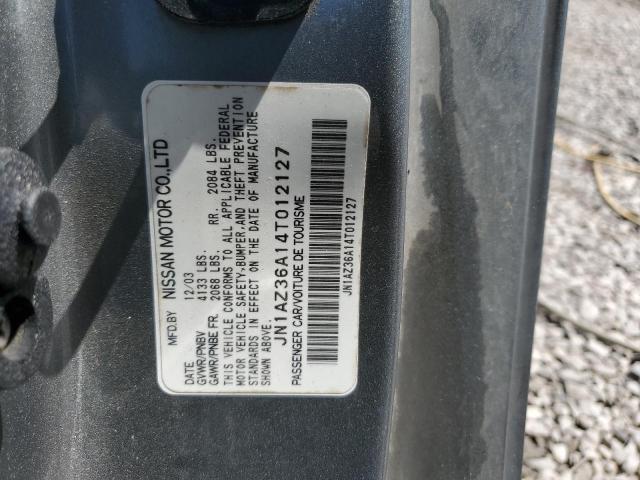 MFD.BY NISSAN MOTOR CO.,LTD
DATE 12/03
GVWR/PNBV 4133 LBS.
GAWR/PNBE FR. 2068 LBS. RR. 2084 LBS.
THIS VEHICLE CONFORMS TO ALL APPLICABLE FEDERAL
MOTOR VEHICLE SAFETY,BUMPER,AND THEFT PREVENTION
STANDARDS IN EFFECT ON THE DATE OF MANUFACTURE
SHOWN ABOVE.
JN1AZ36A14T012127
PASSENGER CAR/VOITURE DE TOURISME
JN1AZ36A14T012127